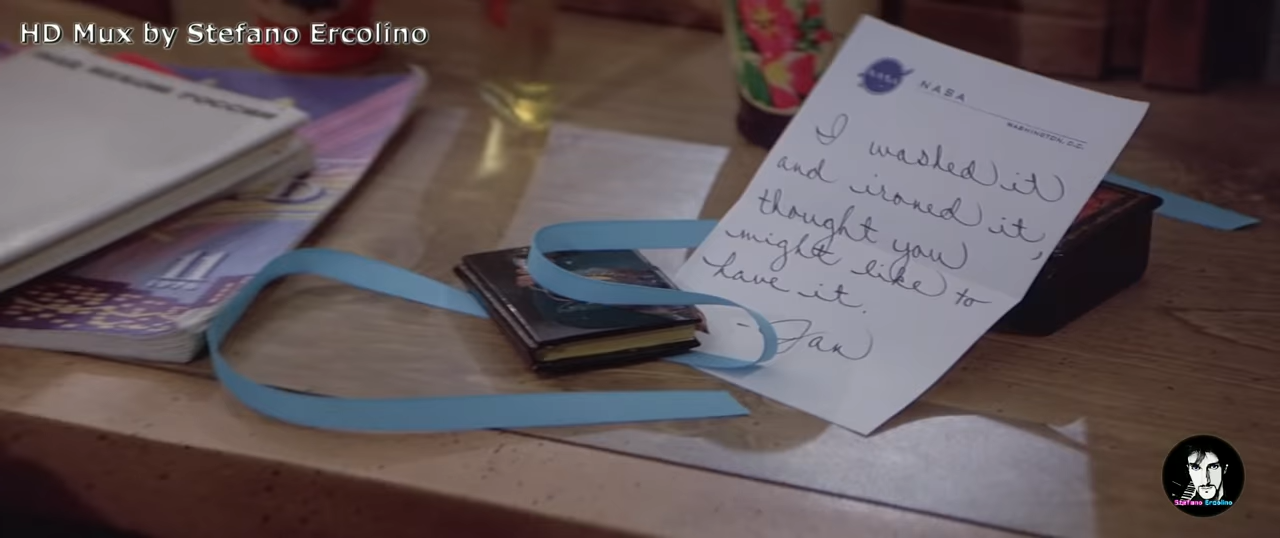 HD Mux by Stefano Ercolino
NASA
NASA
WASHINGTON, D.C.
I washed it
and ironed it,
thought you
might like to
have it.
- Jan
Stefano Ercolino